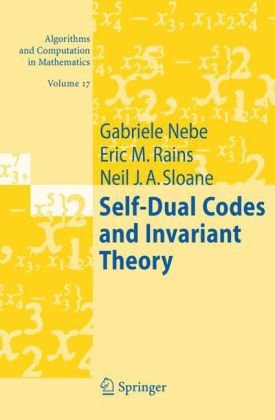 Algorithms
and Computation
in Mathematics
Volume 17
Gabriele Nebe
Eric M. Rains
Neil J. A. Sloane
Self-Dual Codes
and Invariant
Theory
Springer